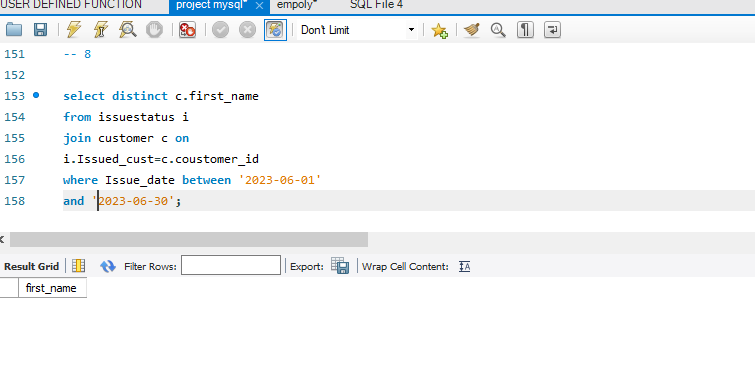 USER DEFINED FUNCTION project mysql* × empoly* SQL File 4
Don't Limit
151 -- 8
152
153 select distinct c.first_name
154 from issuestatus i
155 join customer c on
156 i.Issued_cust=c.coustomer_id
157 where Issue_date between '2023-06-01'
158 and '2023-06-30';
Result Grid Filter Rows: Export: Wrap Cell Content:
first_name